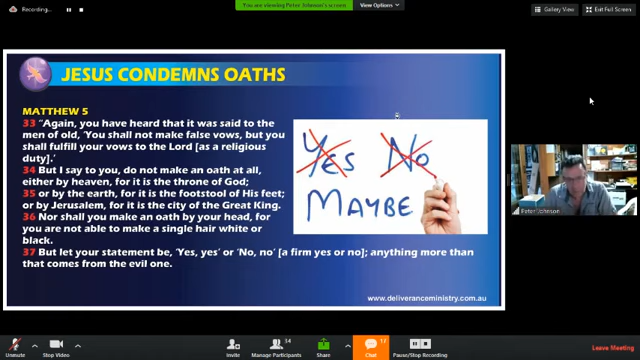 Recording...
You are viewing Peter Johnson's screen
View Options
Gallery View
Exit Full Screen
JESUS CONDEMNS OATHS
MATTHEW 5
33 "Again, you have heard that it was said to the
men of old, 'You shall not make false vows, but you
shall fulfill your vows to the Lord [as a religious
duty].'
34 But I say to you, do not make an oath at all,
either by heaven, for it is the throne of God;
35 or by the earth, for it is the footstool of His feet;
or by Jerusalem, for it is the city of the Great King.
36 Nor shall you make an oath by your head, for
you are not able to make a single hair white or
black.
37 But let your statement be, 'Yes, yes' or 'No, no' [a firm yes or no]; anything more
than that comes from the evil one.
YES NO
MAYBE
www.deliveranceministry.com.au
Peter Johnson
Unmute
Stop Video
Invite
34
Manage Participants
Share
Chat
Pause/Stop Recording
Leave Meeting